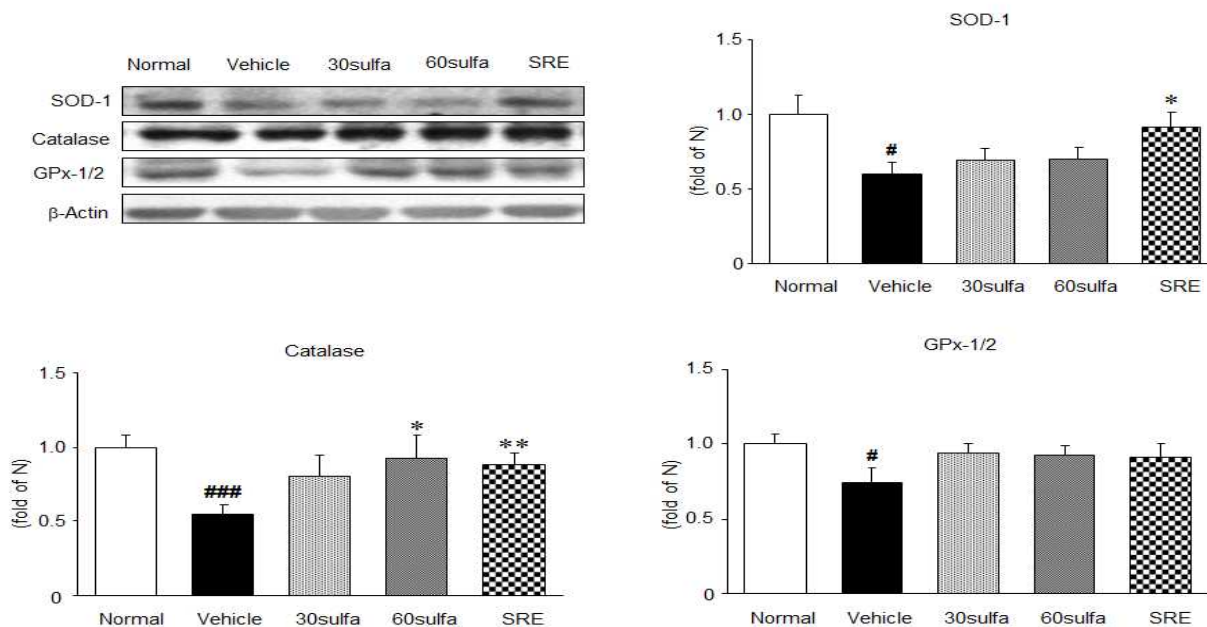 Normal Vehicle 30sulfa 60sulfa SRE
SOD-1
Catalase
GPx-1/2
β-Actin
SOD-1
1.5
1.0
0.5
0
(fold of N)
#
*
Normal Vehicle 30sulfa 60sulfa SRE
Catalase
1.5
1.0
0.5
0
(fold of N)
###
*
**
Normal Vehicle 30sulfa 60sulfa SRE
GPx-1/2
1.5
1.0
0.5
0
(fold of N)
#
Normal Vehicle 30sulfa 60sulfa SRE